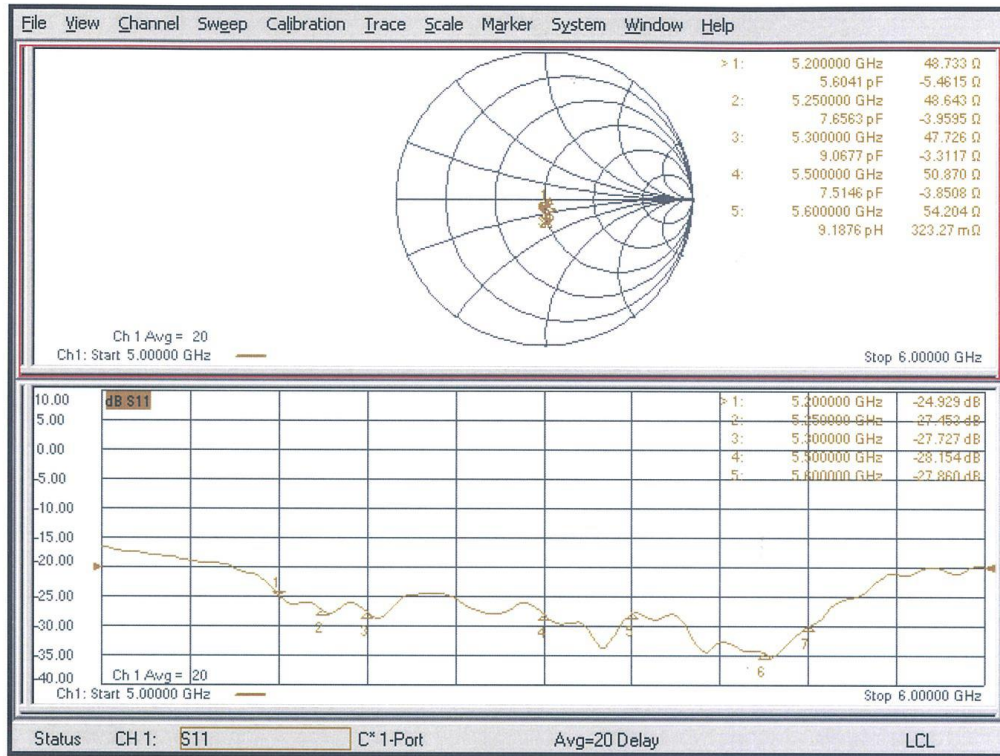 File View Channel Sweep Calibration Trace Scale Marker System Window Help
> 1: 5.200000 GHz 48.733 Ω
5.6041 pF -5.4615 Ω
2: 5.250000 GHz 48.643 Ω
7.6563 pF -3.9595 Ω
3: 5.300000 GHz 47.726 Ω
9.0677 pF -3.3117 Ω
4: 5.500000 GHz 50.870 Ω
7.5146 pF -3.8508 Ω
5: 5.600000 GHz 54.204 Ω
9.1876 pH 323.27 mΩ
Ch 1 Avg = 20
Ch1: Start 5.00000 GHz
Stop 6.00000 GHz
10.00
dB S11
> 1: 5.200000 GHz -24.929 dB
5.00
2: 5.250000 GHz -27.453 dB
3: 5.300000 GHz -27.727 dB
0.00
4: 5.500000 GHz -28.154 dB
-5.00
5: 5.600000 GHz -27.860 dB
-10.00
-15.00
-20.00
1
-25.00
2
3
4
5
-30.00
6
7
-35.00
-40.00
Ch 1 Avg = 20
Ch1: Start 5.00000 GHz
Stop 6.00000 GHz
Status CH 1: S11 C* 1-Port Avg=20 Delay LCL